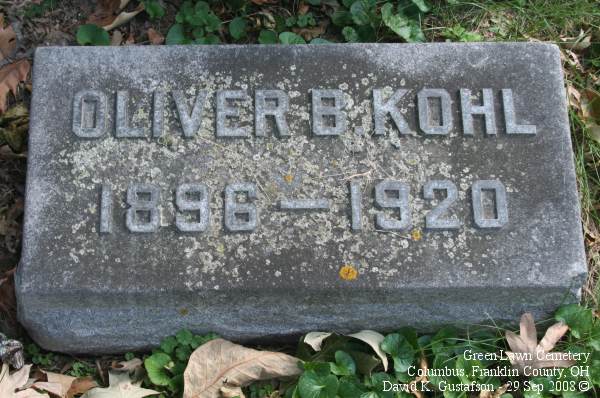 OLIVER B. KOHL
1896 — 1920
Green Lawn Cemetery
Columbus, Franklin County, OH
David K. Gustafson - 29 Sep 2008 ©